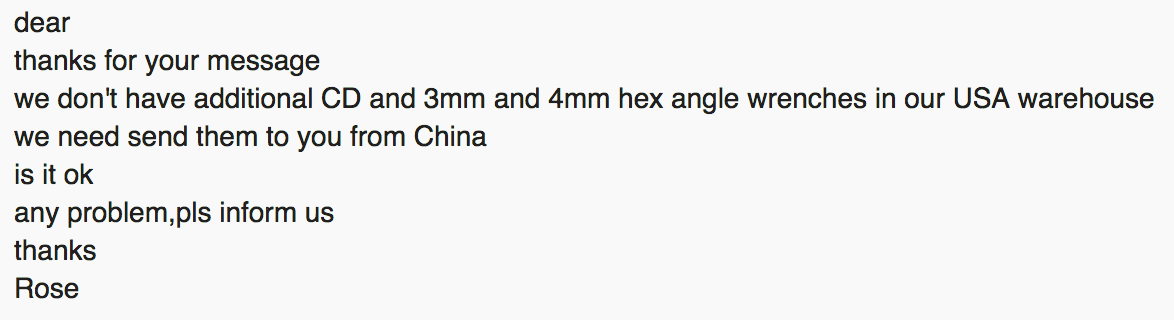 dear
thanks for your message
we don't have additional CD and 3mm and 4mm hex angle wrenches in our USA warehouse
we need send them to you from China
is it ok
any problem,pls inform us
thanks
Rose